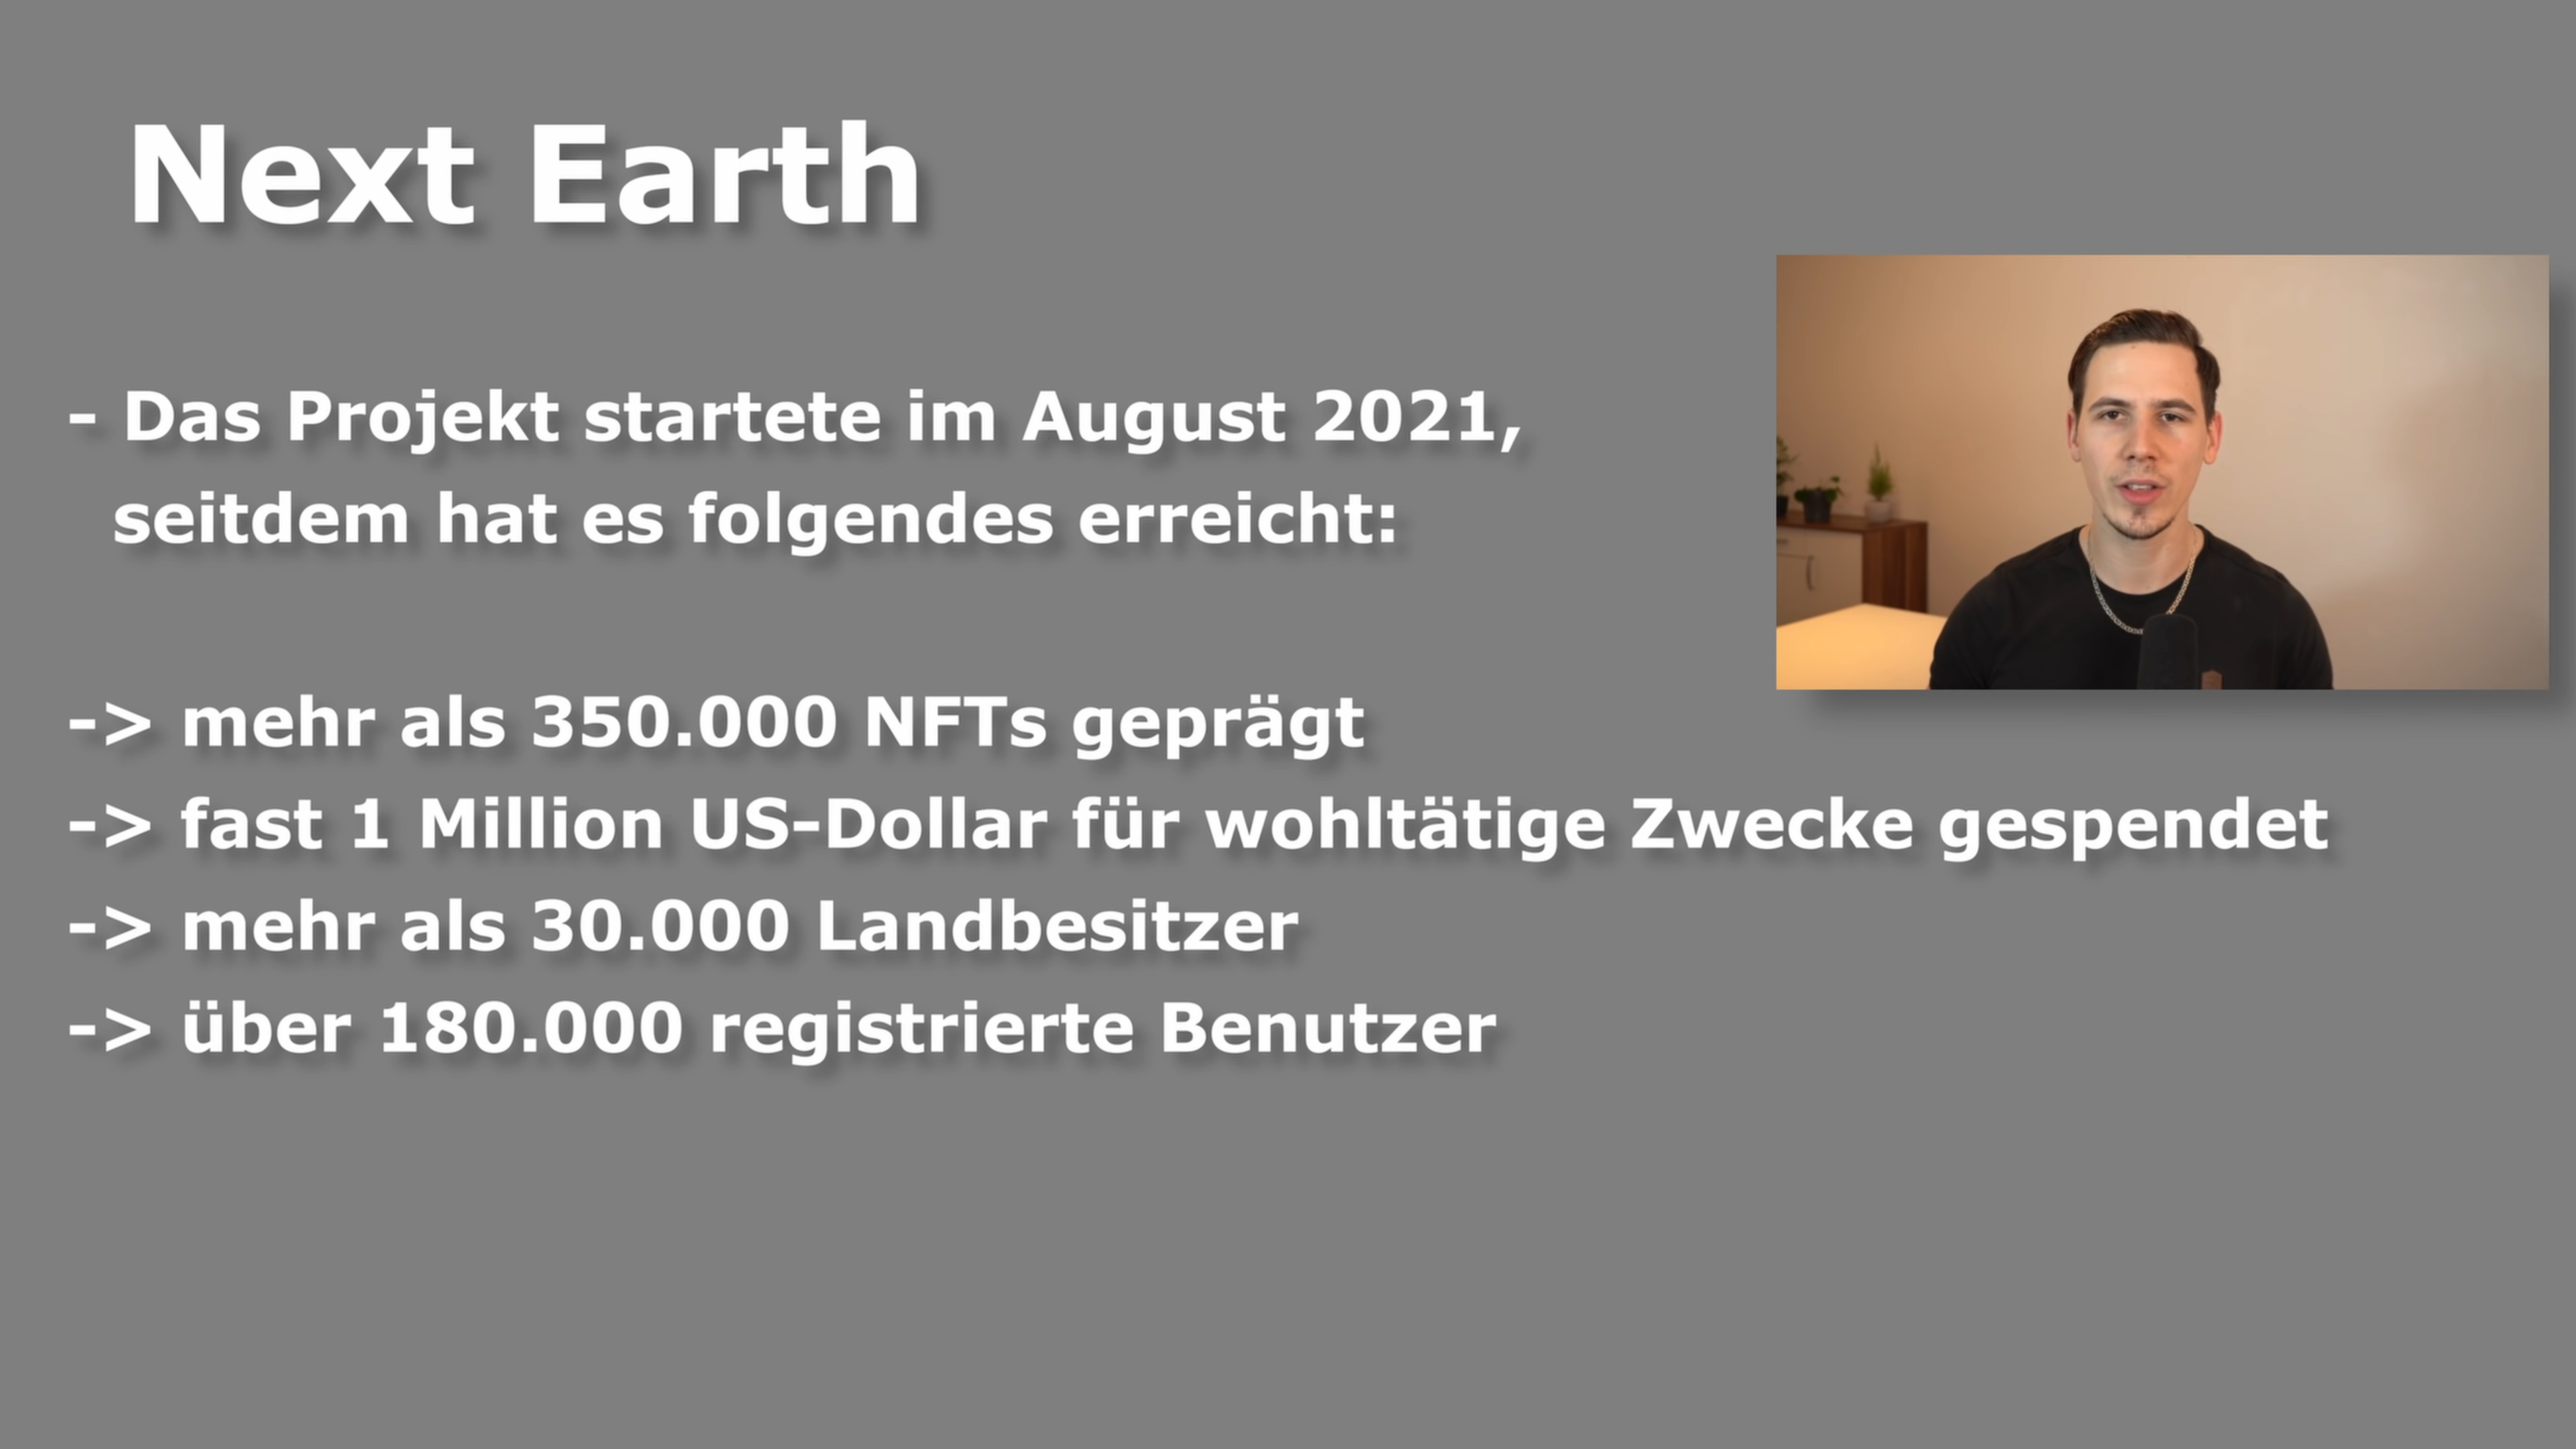 Next Earth
- Das Projekt startete im August 2021,
seitdem hat es folgendes erreicht:
-> mehr als 350.000 NFTs geprägt
-> fast 1 Million US-Dollar für wohltätige Zwecke gespendet
-> mehr als 30.000 Landbesitzer
-> über 180.000 registrierte Benutzer